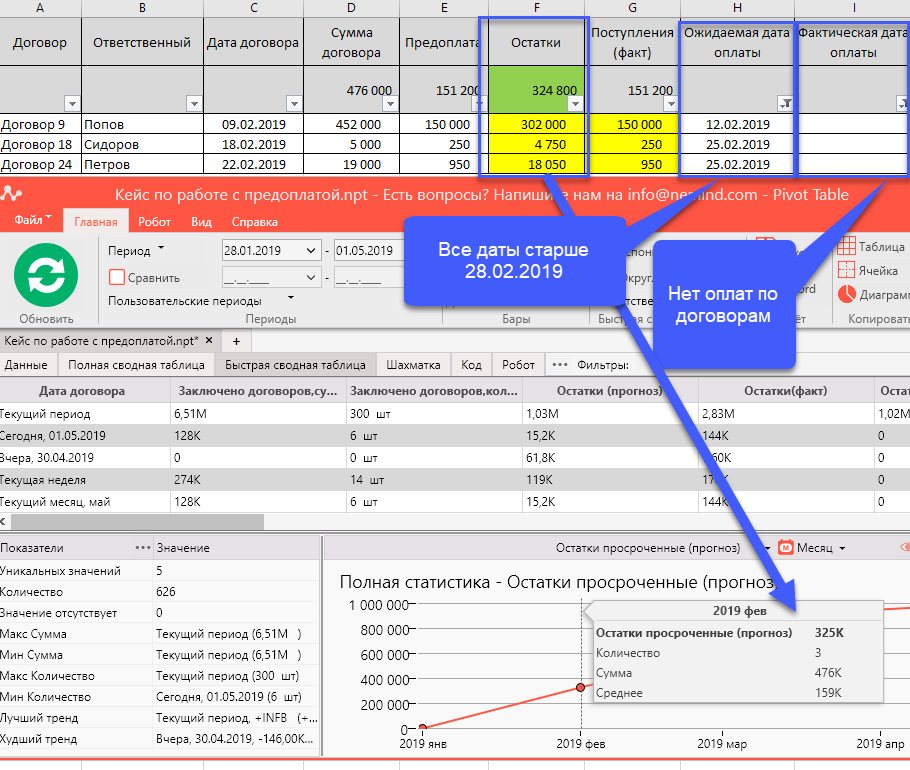 A B C D E F G H I
Договор Ответственный Дата договора Сумма договора Предоплата Остатки Поступления (факт) Ожидаемая дата оплаты Фактическая дата оплаты
476 000 151 200 324 800 151 200
Договор 9 Попов 09.02.2019 452 000 150 000 302 000 150 000 12.02.2019
Договор 18 Сидоров 18.02.2019 5 000 250 4 750 250 25.02.2019
Договор 24 Петров 22.02.2019 19 000 950 18 050 950 25.02.2019
Кейс по работе с предоплатой.npt - Есть вопросы? Напишите нам на info@nemind.com - Pivot Table
Файл Главная Робот Вид Справка
Все даты старше
28.02.2019
Нет оплат по
договорам
Период 28.01.2019 - 01.05.2019
Сравнить __.__.____ - __.__.____
Пользовательские периоды
Обновить Периоды Бары Быстрая
Таблица
Ячейка
Диаграм
Копировать
Кейс по работе с предоплатой.npt* × +
Данные Полная сводная таблица Быстрая сводная таблица Шахматка Код Робот ••• Фильтры:
Дата договора Заключено договоров,су... Заключено договоров,кол... Остатки (прогноз) Остатки(факт) Остат
Текущий период 6,51M 300 шт 1,03M 2,83M 1,02M
Сегодня, 01.05.2019 128K 6 шт 15,2K 144K 0
Вчера, 30.04.2019 0 0 шт 61,8K 60K 0
Текущая неделя 274K 14 шт 119K 0
Текущий месяц, май 128K 6 шт 15,2K 144K 0
Показатели ••• Значение
Уникальных значений 5
Количество 626
Значение отсутствует 0
Макс Сумма Текущий период (6,51M )
Мин Сумма Текущий период (6,51M )
Макс Количество Текущий период (300 шт)
Мин Количество Сегодня, 01.05.2019 (6 шт)
Лучший тренд Текущий период, +INFB (+...
Худший тренд Вчера, 30.04.2019, -146,00K...
Остатки просроченные (прогноз) Месяц
Полная статистика - Остатки просроченные (прогноз)
1 000 000
800 000
600 000
400 000
200 000
0
2019 янв 2019 фев 2019 мар 2019 апр
2019 фев
Остатки просроченные (прогноз) 325K
Количество 3
Сумма 476K
Среднее 159K